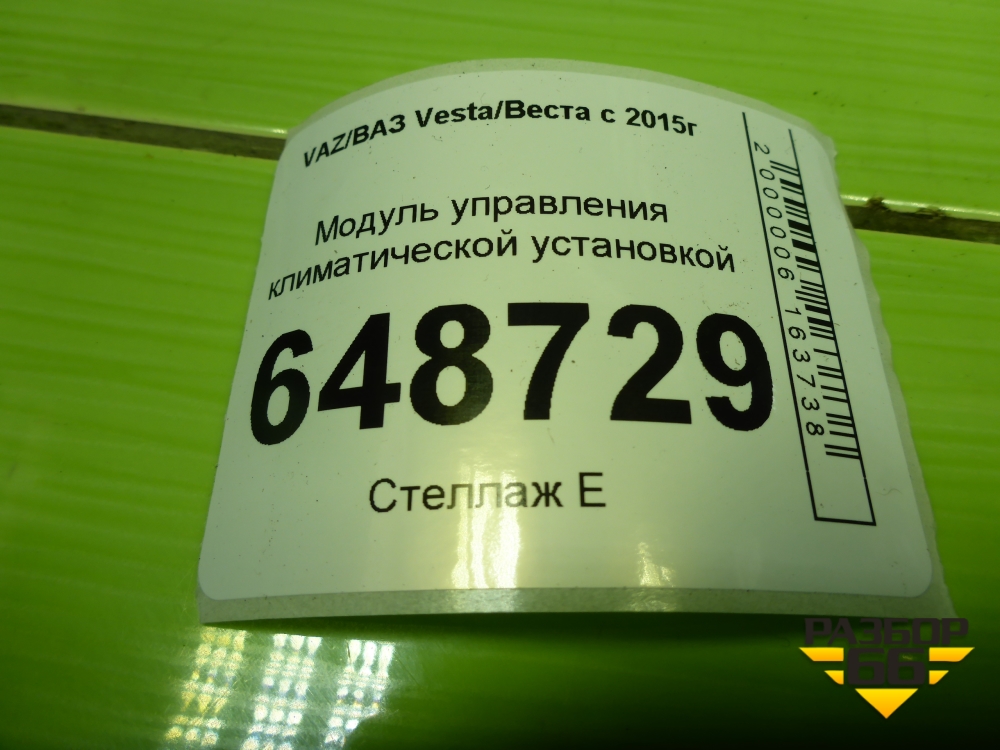 VAZ/ВАЗ Vesta/Веста с 2015г
Модуль управления
климатической установкой
648729
Стеллаж Е
2000006163738
РАЗБОР
66